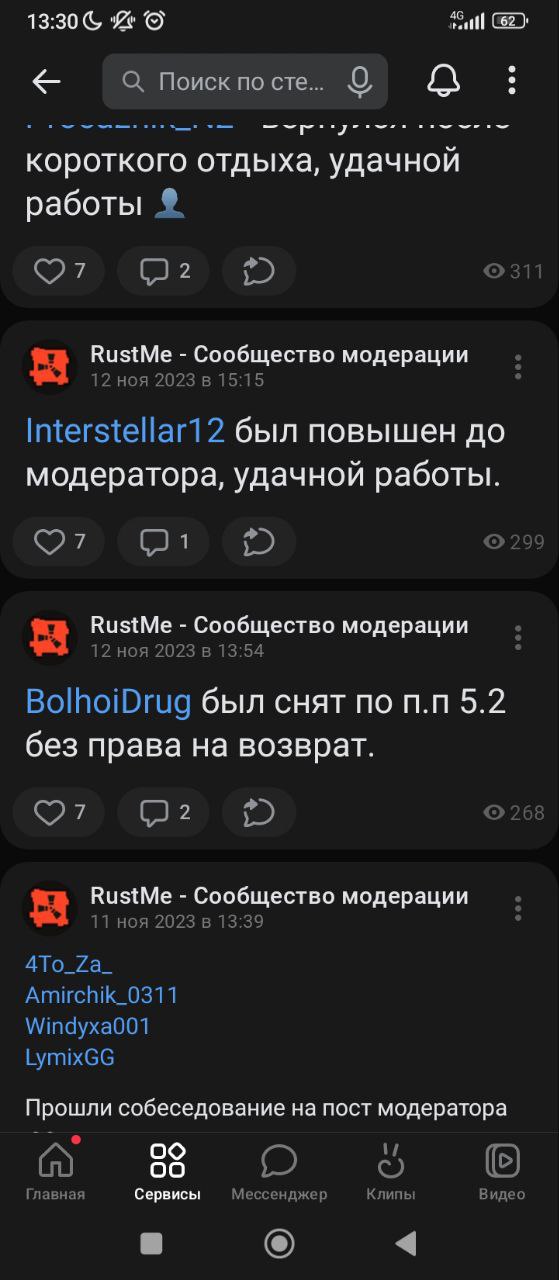 13:30
4G
62
Поиск по сте...
короткого отдыха, удачной
работы
7 2 311
RustMe - Сообщество модерации
12 ноя 2023 в 15:15
Interstellar12 был повышен до
модератора, удачной работы.
7 1 299
RustMe - Сообщество модерации
12 ноя 2023 в 13:54
BolhoiDrug был снят по п.п 5.2
без права на возврат.
7 2 268
RustMe - Сообщество модерации
11 ноя 2023 в 13:39
4To_Za_
Amirchik_0311
Windyxa001
LymixGG
Прошли собеседование на пост модератора
Главная Сервисы Мессенджер Клипы Видео